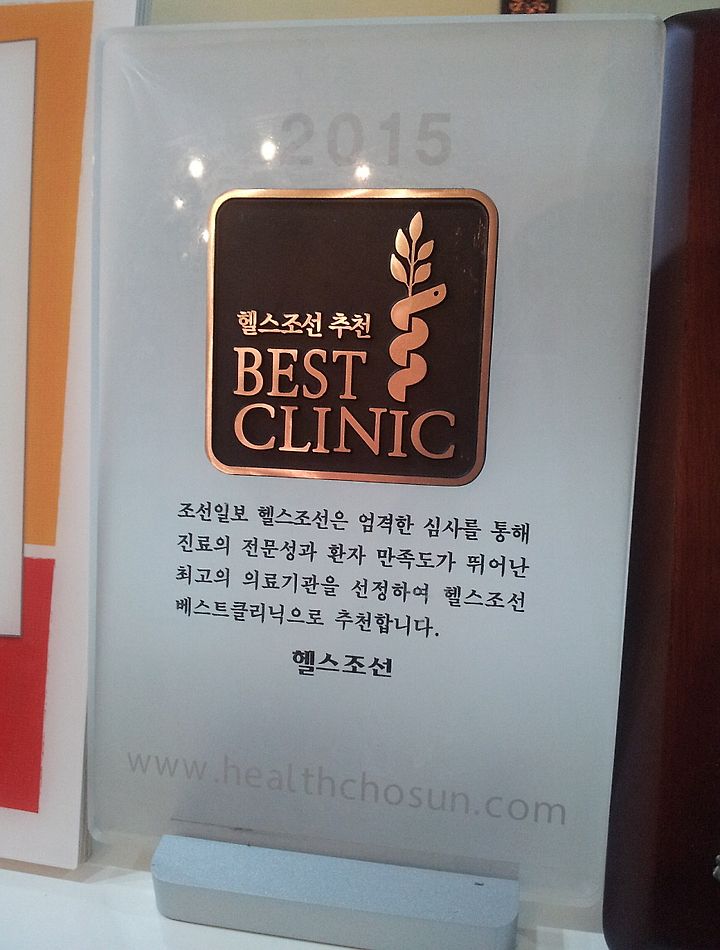 2015
헬스조선 추천
BEST
CLINIC
조선일보 헬스조선은 엄격한 심사를 통해
진료의 전문성과 환자 만족도가 뛰어난
최고의 의료기관을 선정하여 헬스조선
베스트클리닉으로 추천합니다.
헬스조선
www.healthchosun.com